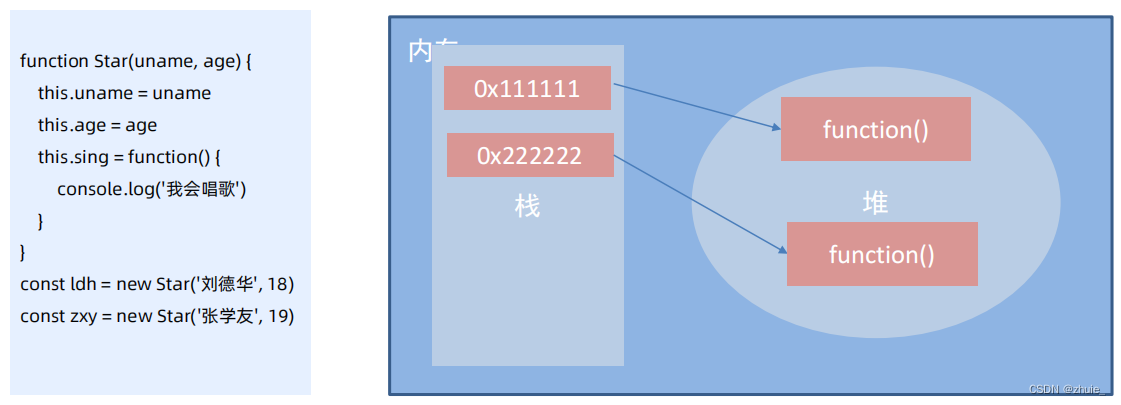 function Star(uname, age) {
this.uname = uname
this.age = age
this.sing = function() {
console.log('我会唱歌')
}
}
const ldh = new Star('刘德华', 18)
const zxy = new Star('张学友', 19)
内存
0x111111
0x222222
栈
function()
堆
function()
CSDN @zhuie_